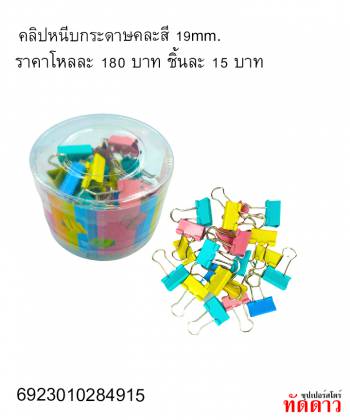 คลิปหนีบกระดาษคละสี 19mm.
ราคาโหลละ 180 บาท ชิ้นละ 15 บาท
6923010284915
ซุปเปอร์สโตร์
ทัดดาว